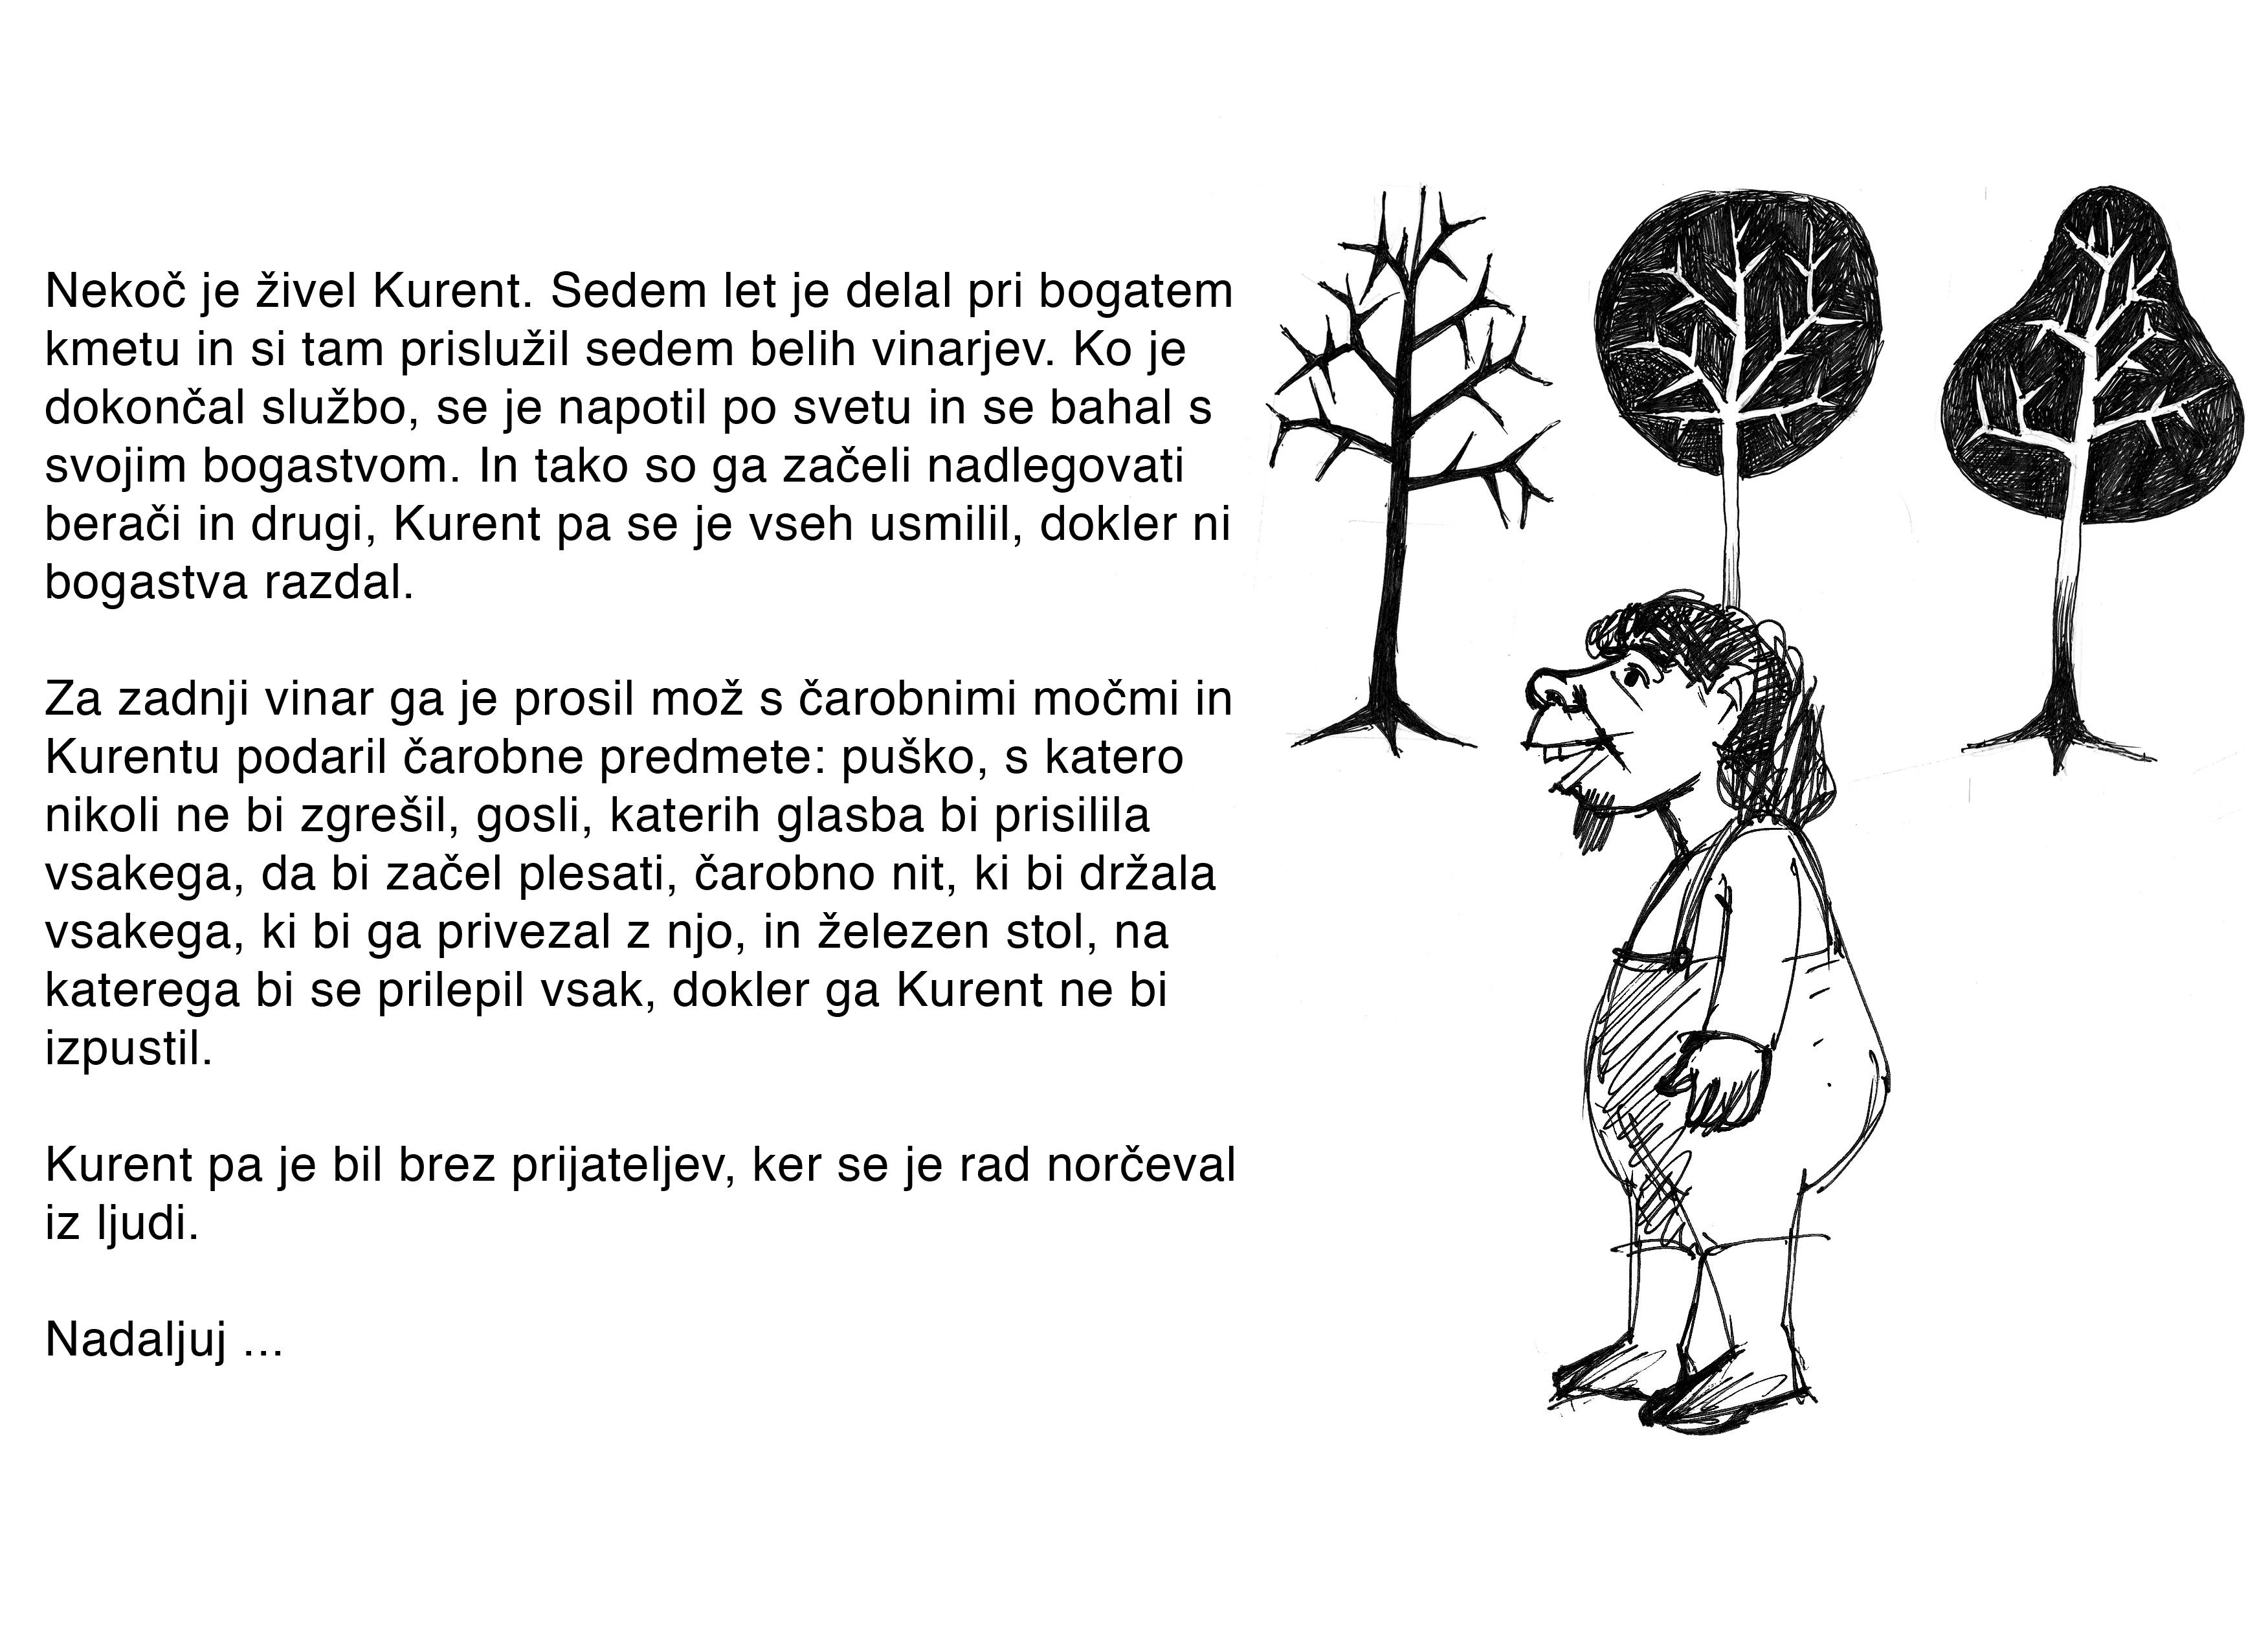 Nekoč je živel Kurent. Sedem let je delal pri bogatem
kmetu in si tam prislužil sedem belih vinarjev. Ko je
dokončal službo, se je napotil po svetu in se bahal s
svojim bogastvom. In tako so ga začeli nadlegovati
berači in drugi, Kurent pa se je vseh usmilil, dokler ni
bogastva razdal.
Za zadnji vinar ga je prosil mož s čarobnimi močmi in
Kurentu podaril čarobne predmete: puško, s katero
nikoli ne bi zgrešil, gosli, katerih glasba bi prisilila
vsakega, da bi začel plesati, čarobno nit, ki bi držala
vsakega, ki bi ga privezal z njo, in železen stol, na
katerega bi se prilepil vsak, dokler ga Kurent ne bi
izpustil.
Kurent pa je bil brez prijateljev, ker se je rad norčeval
iz ljudi.
Nadaljuj ...